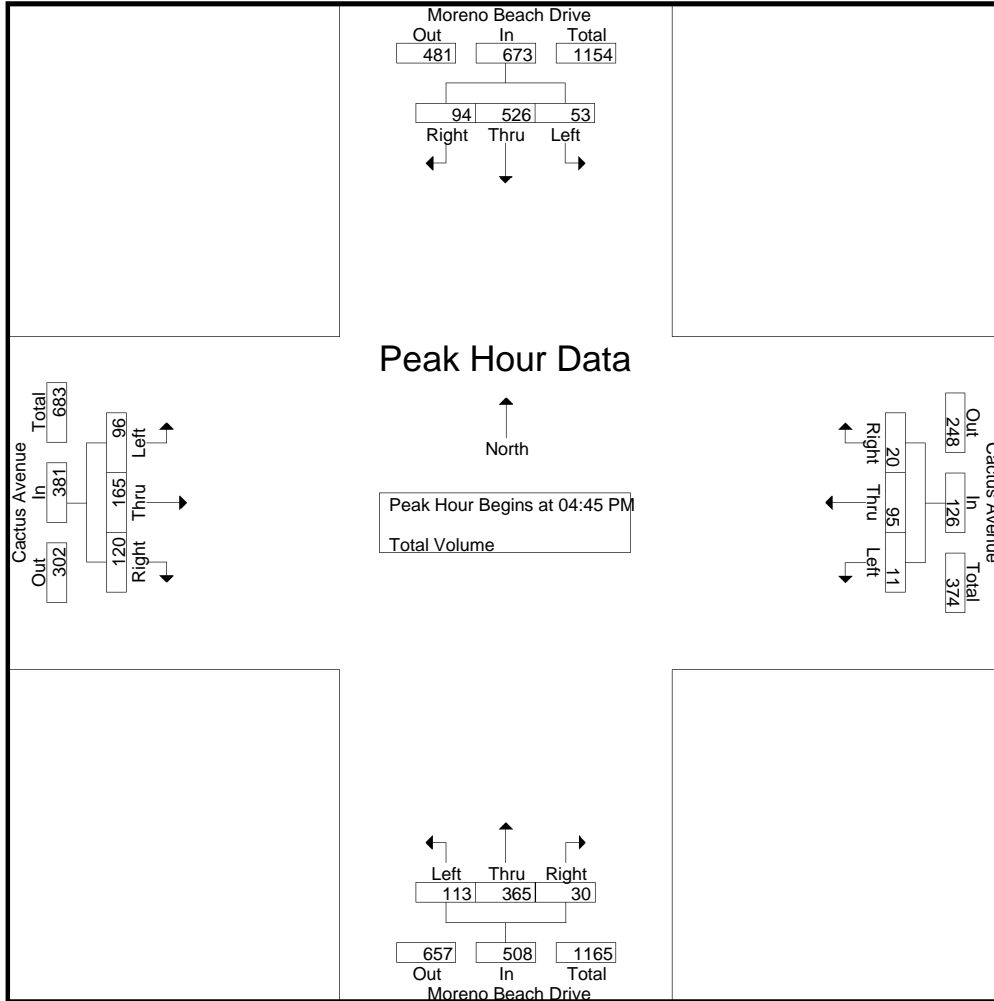 Moreno Beach Drive
Out In Total
481 673 1154
94 526 53
Right Thru Left
Peak Hour Data
North
Peak Hour Begins at 04:45 PM
Total Volume
Cactus Avenue
Total In Out
683 381 302
96 165 120
Left Thru Right
Cactus Avenue
Out In Total
248 126 374
20 95 11
Right Thru Left
Left Thru Right
113 365 30
657 508 1165
Out In Total
Moreno Beach Drive